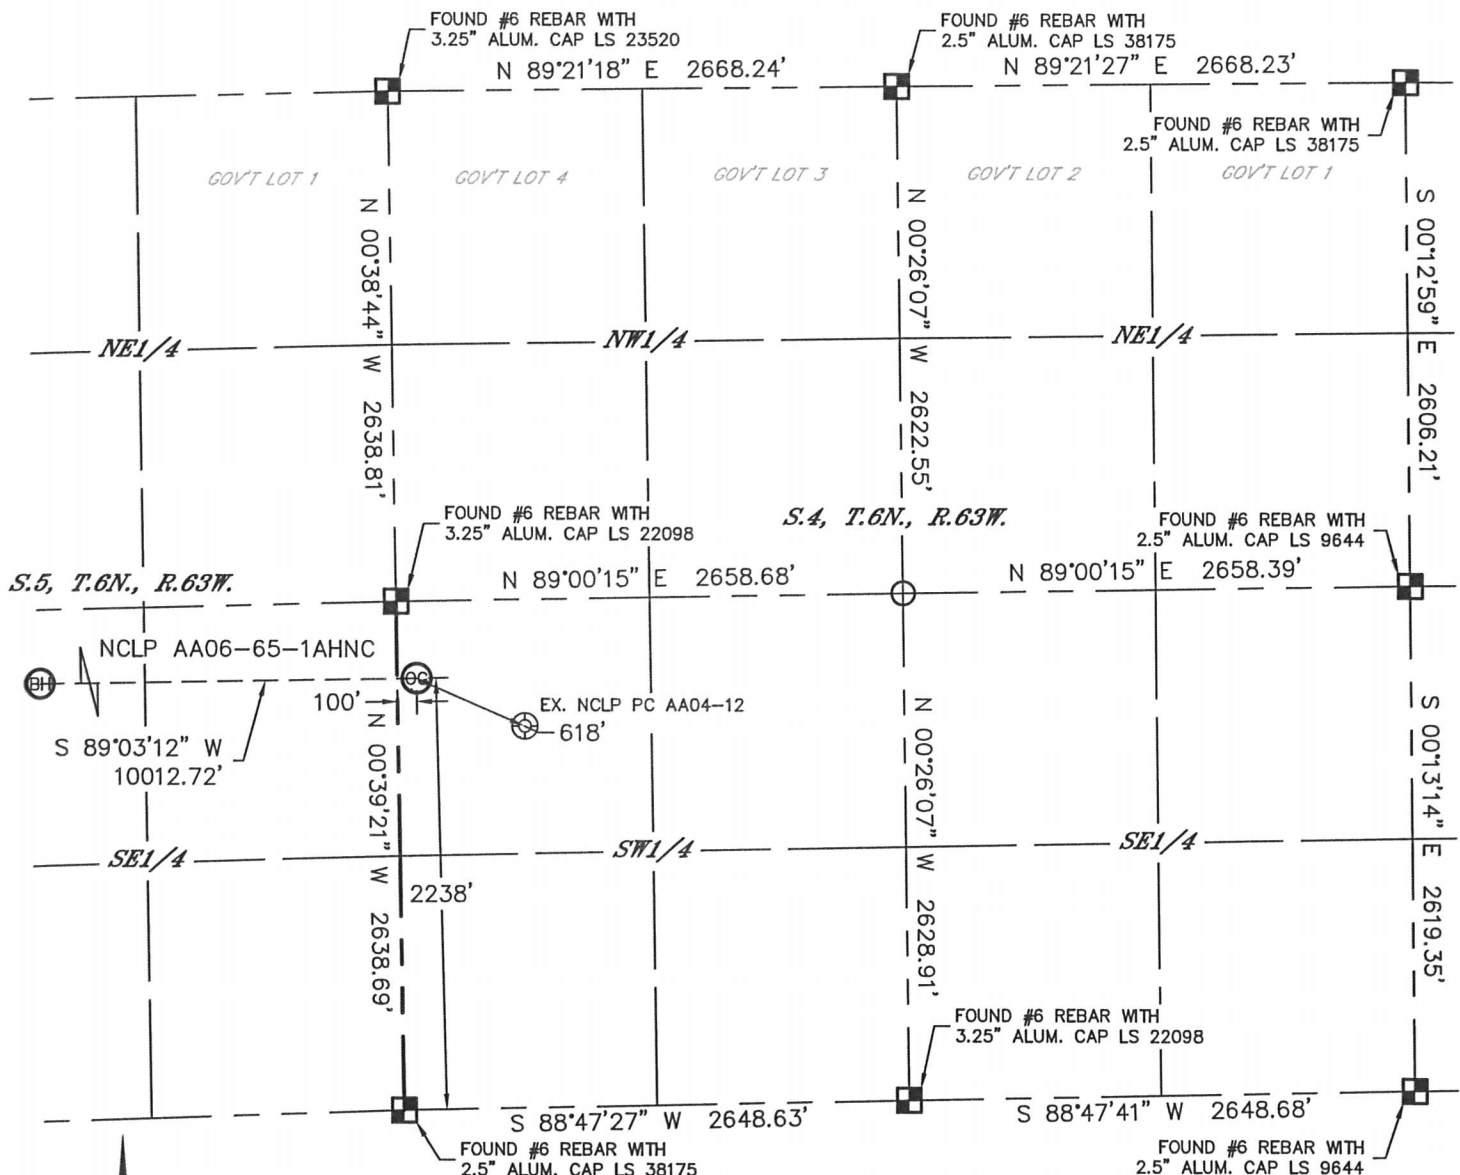 FOUND #6 REBAR WITH
3.25" ALUM. CAP LS 23520
FOUND #6 REBAR WITH
2.5" ALUM. CAP LS 38175
N 89°21'18" E 2668.24'
N 89°21'27" E 2668.23'
FOUND #6 REBAR WITH
2.5" ALUM. CAP LS 38175
GOV'T LOT 1
GOV'T LOT 4
GOV'T LOT 3
GOV'T LOT 2
GOV'T LOT 1
N 00°38'44" W 2638.81'
N 00°26'07" W 2622.55'
S 00°12'59" E 2606.21'
NE1/4
NW1/4
NE1/4
FOUND #6 REBAR WITH
3.25" ALUM. CAP LS 22098
S.4, T.6N., R.63W.
FOUND #6 REBAR WITH
2.5" ALUM. CAP LS 9644
S.5, T.6N., R.63W.
N 89°00'15" E 2658.68'
N 89°00'15" E 2658.39'
NCLP AA06-65-1AHNC
BH
OG
100'
EX. NCLP PC AA04-12
618'
S 89°03'12" W
10012.72'
N 00°39'21" W 2638.69'
N 00°26'07" W 2628.91'
S 00°13'14" E 2619.35'
SE1/4
SW1/4
SE1/4
2238'
FOUND #6 REBAR WITH
3.25" ALUM. CAP LS 22098
S 88°47'27" W 2648.63'
S 88°47'41" W 2648.68'
FOUND #6 REBAR WITH
2.5" ALUM. CAP LS 38175
FOUND #6 REBAR WITH
2.5" ALUM. CAP LS 9644